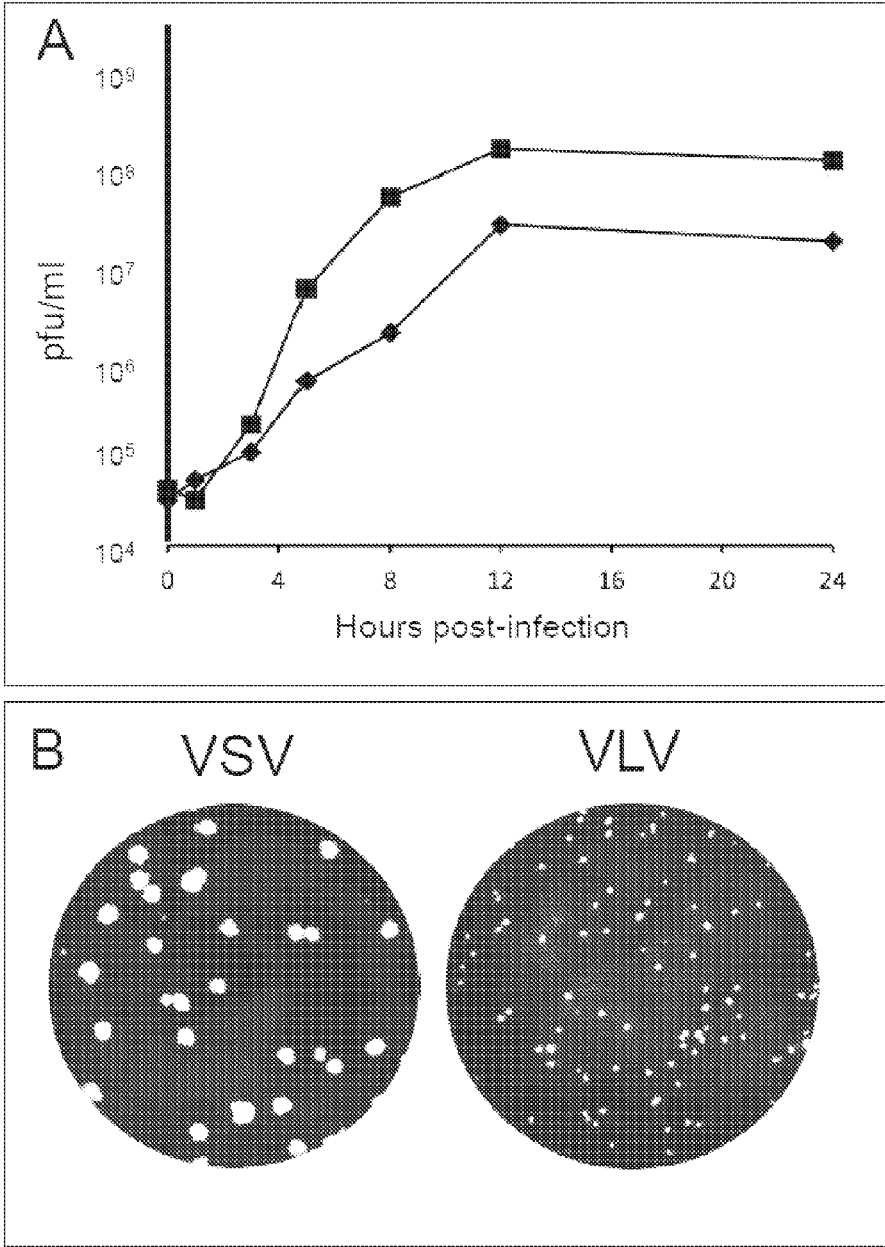 A
10⁹
10⁸
10⁷
10⁶
10⁵
10⁴
pfu/ml
0 4 8 12 16 20 24
Hours post-infection
B
VSV VLV